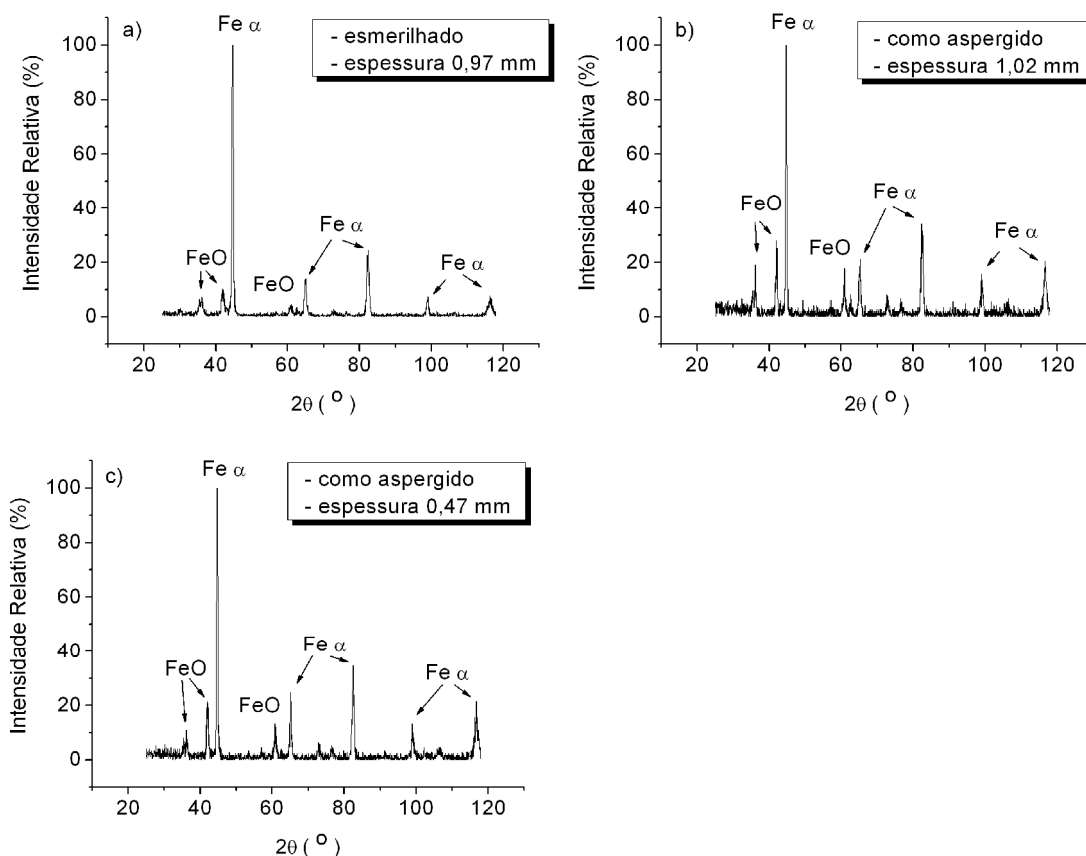 a)
Fe α
- esmerilhado
- espessura 0,97 mm
Intensidade Relativa (%)
100
80
60
40
20
0
FeO
FeO
Fe α
Fe α
20 40 60 80 100 120
2θ ( º )
b)
Fe α
- como aspergido
- espessura 1,02 mm
Intensidade Relativa (%)
100
80
60
40
20
0
FeO
FeO
Fe α
Fe α
20 40 60 80 100 120
2θ ( º )
c)
Fe α
- como aspergido
- espessura 0,47 mm
Intensidade Relativa (%)
100
80
60
40
20
0
FeO
FeO
Fe α
Fe α
20 40 60 80 100 120
2θ ( º )